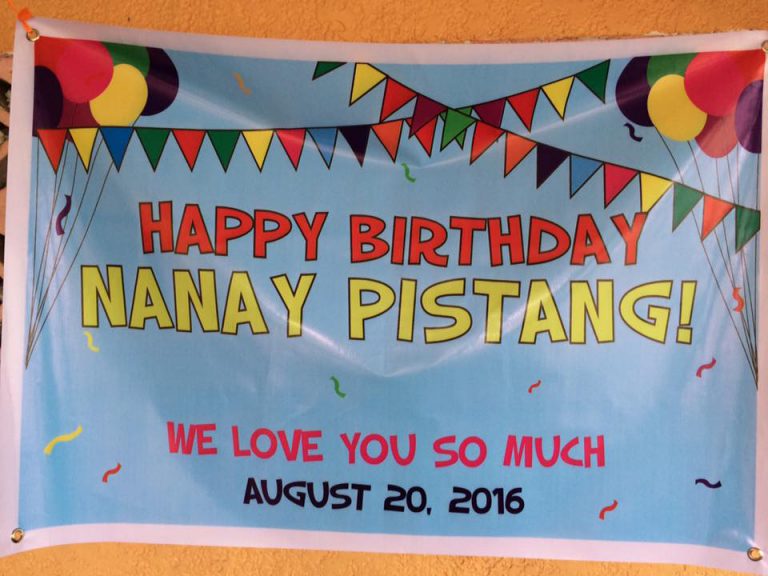 HAPPY BIRTHDAY
NANAY PISTANG!
WE LOVE YOU SO MUCH
AUGUST 20, 2016